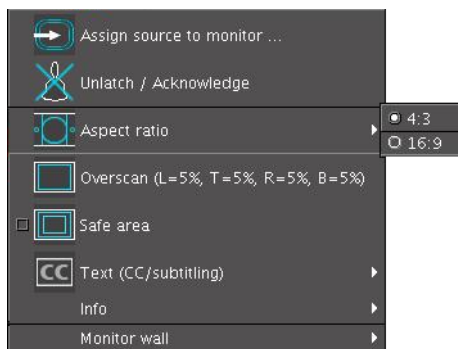 Assign source to monitor ...
Unlatch / Acknowledge
Aspect ratio
4:3
16:9
Overscan (L=5%, T=5%, R=5%, B=5%)
Safe area
CC Text (CC/subtitling)
Info
Monitor wall